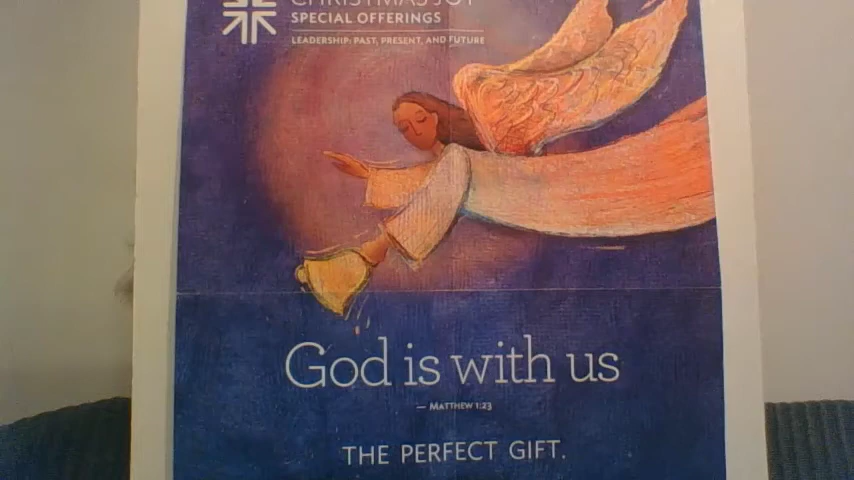 CHRISTMAS JOY
SPECIAL OFFERINGS
LEADERSHIP: PAST, PRESENT, AND FUTURE
God is with us
— MATTHEW 1:23
THE PERFECT GIFT.